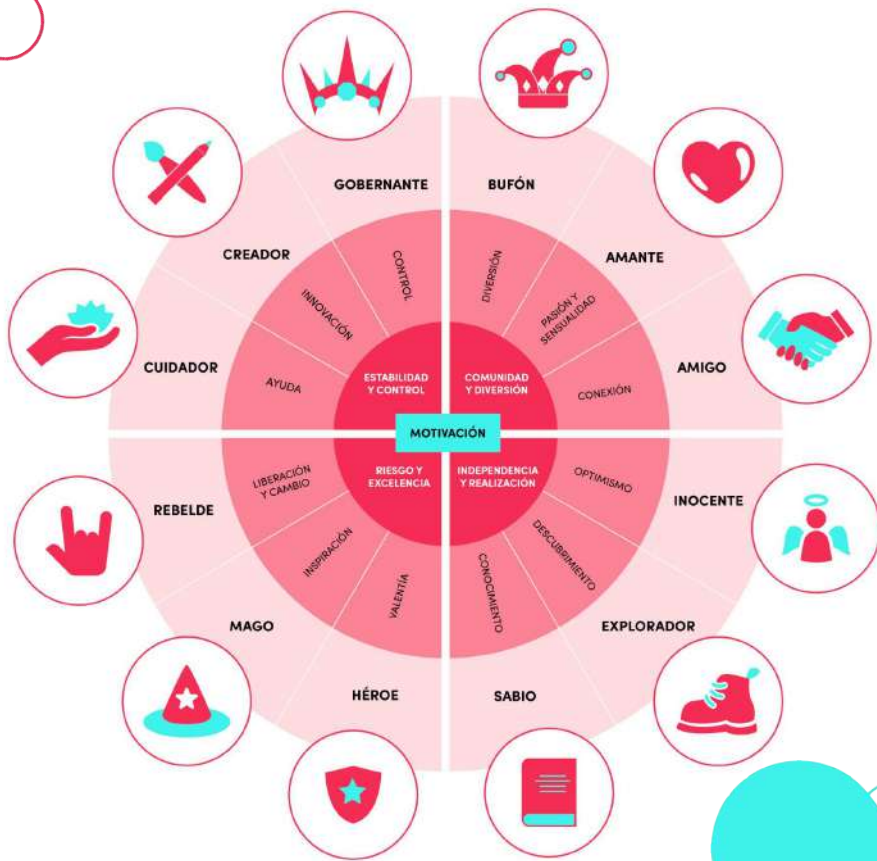 GOBERNANTE
BUFÓN
CREADOR
AMANTE
CONTROL
DIVERSIÓN
INNOVACIÓN
PASIÓN Y
SENSUALIDAD
CUIDADOR
AMIGO
AYUDA
CONEXIÓN
ESTABILIDAD
Y CONTROL
COMUNIDAD
Y DIVERSIÓN
MOTIVACIÓN
RIESGO Y
EXCELENCIA
INDEPENDENCIA
Y REALIZACIÓN
LIBERACIÓN
Y CAMBIO
OPTIMISMO
REBELDE
INOCENTE
INSPIRACIÓN
DESCUBRIMIENTO
VALENTÍA
CONOCIMIENTO
MAGO
EXPLORADOR
HÉROE
SABIO